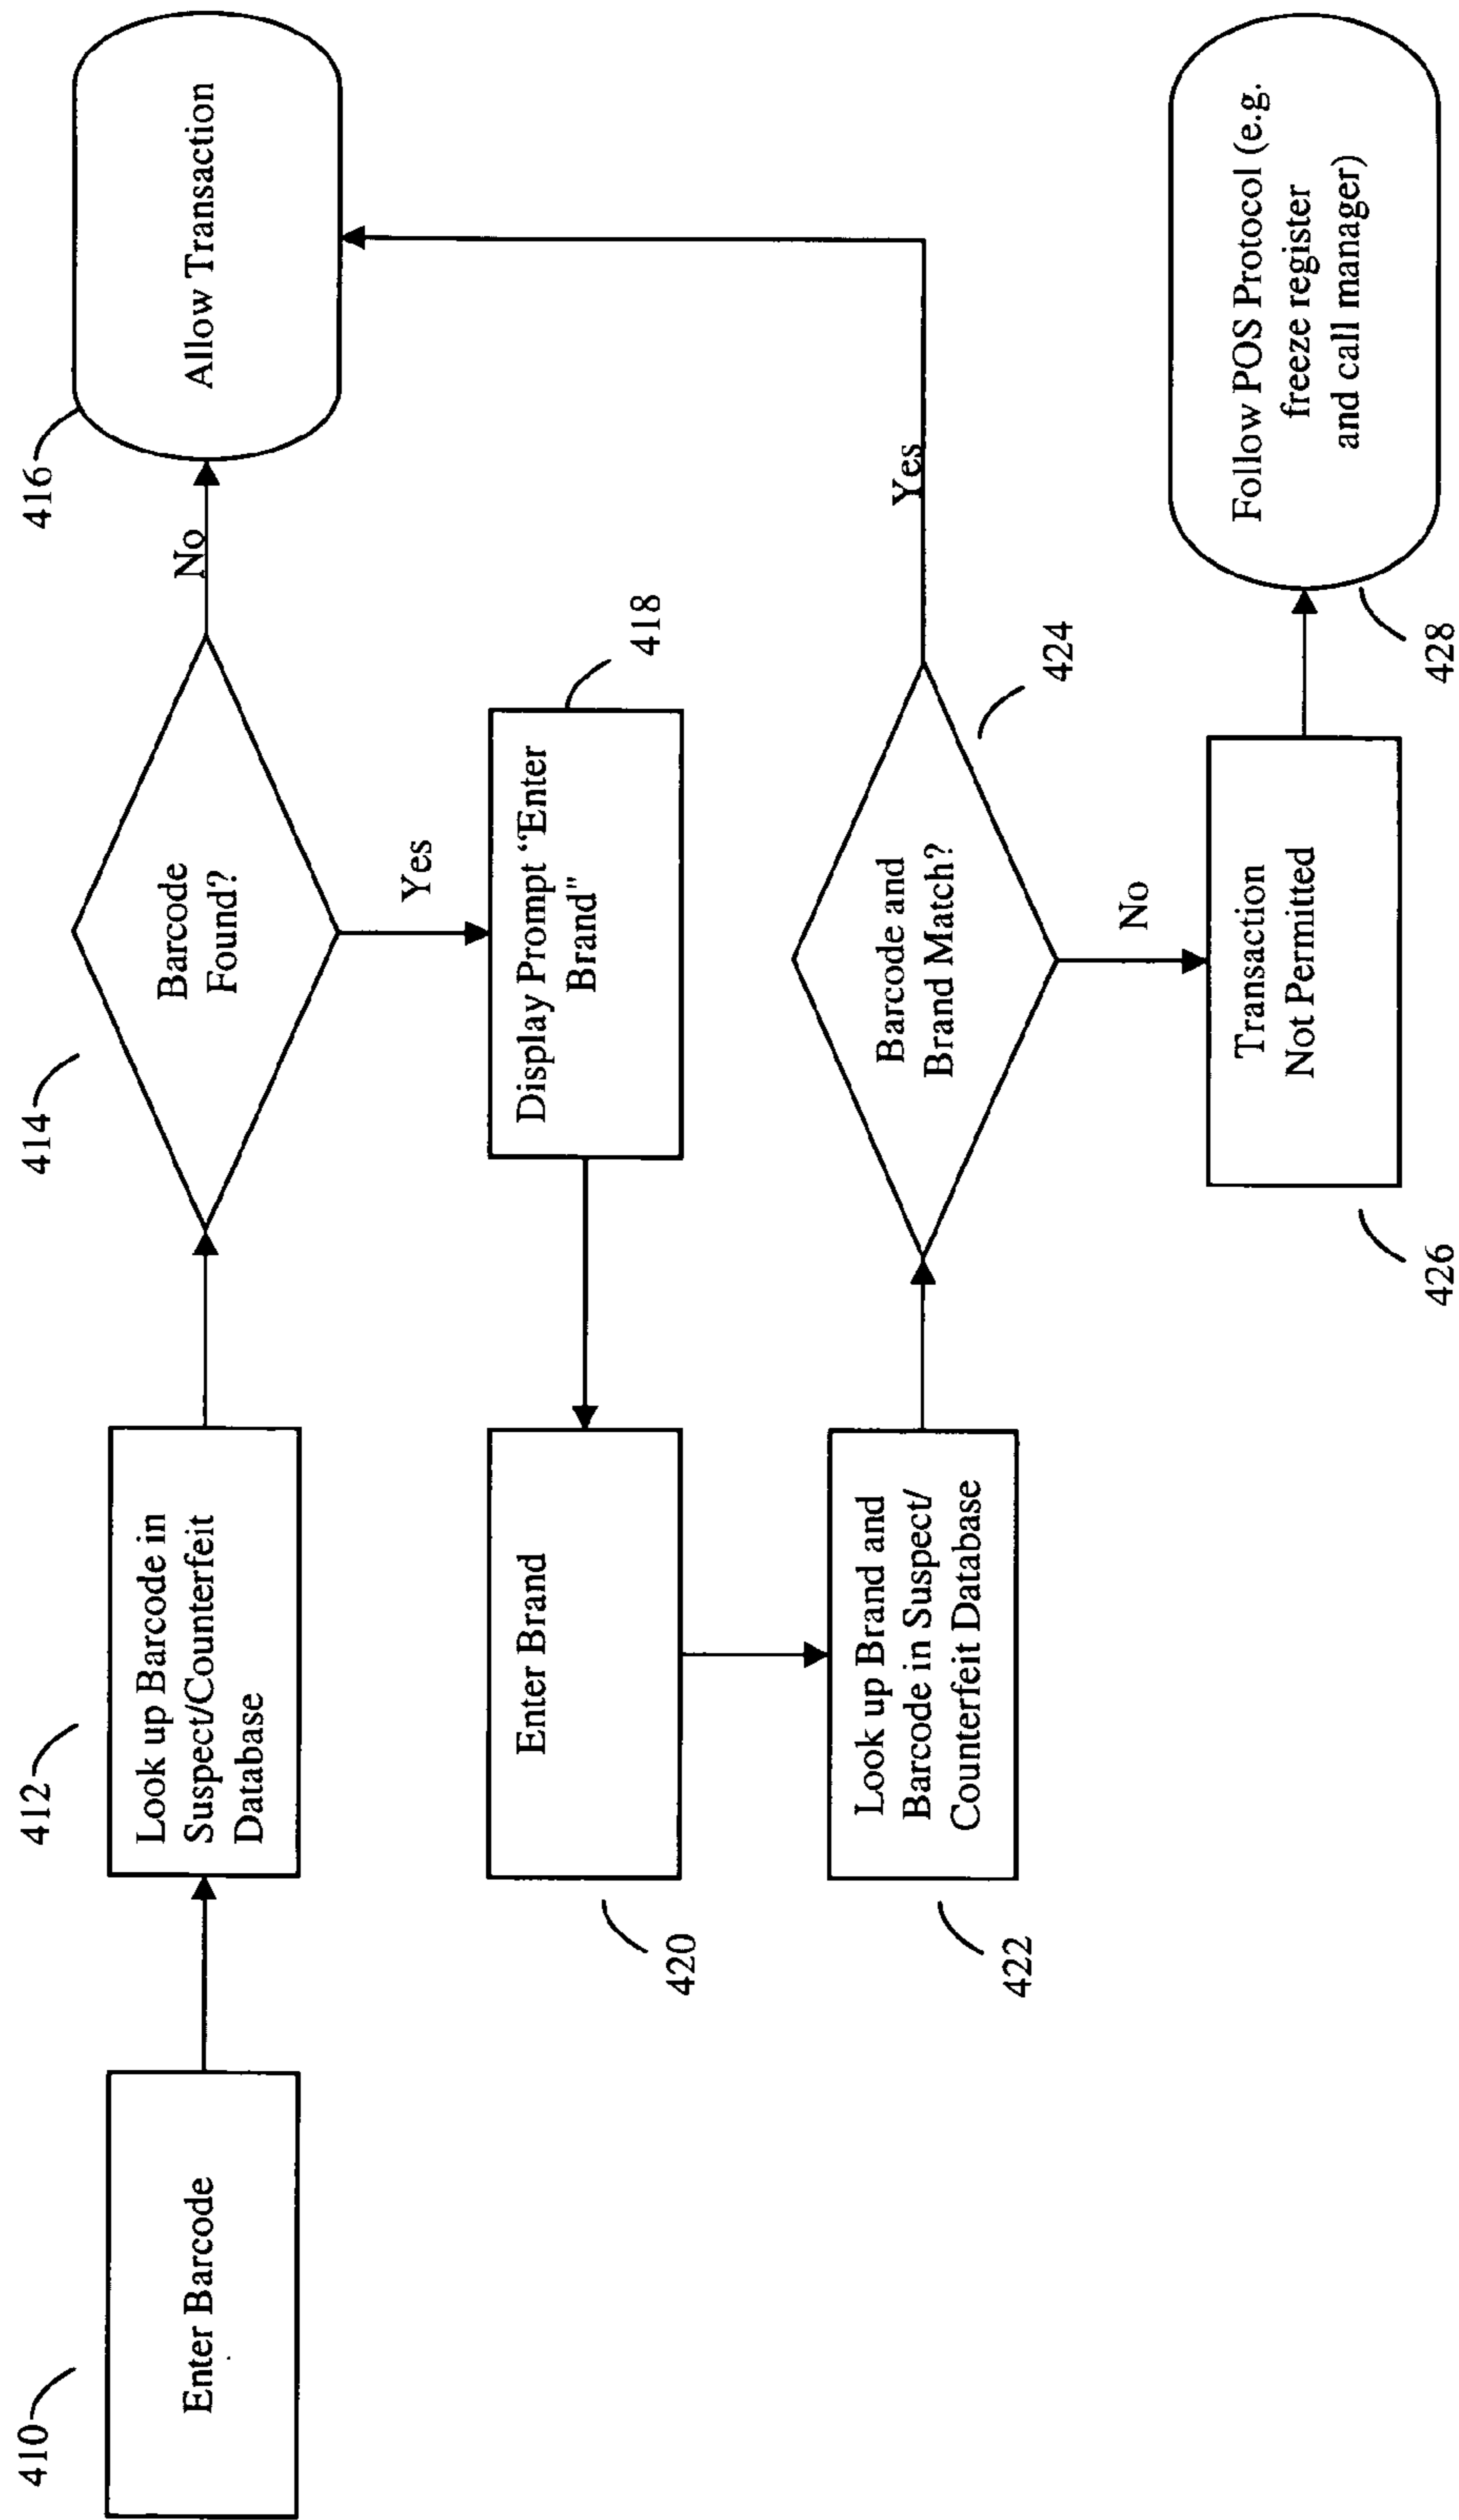 410
Enter Barcode
412
Look up Barcode in
Suspect/Counterfeit
Database
414
Barcode
Found?
No
416
Allow Transaction
Yes
418
Display Prompt “Enter
Brand"
Enter Brand
420
Look up Brand and
Barcode in Suspect/
Counterfeit Database
422
Barcode and
Brand Match?
424
Yes
No
Transaction
Not Permitted
426
Follow POS Protocol (e.g.
freeze register
and call manager)
428